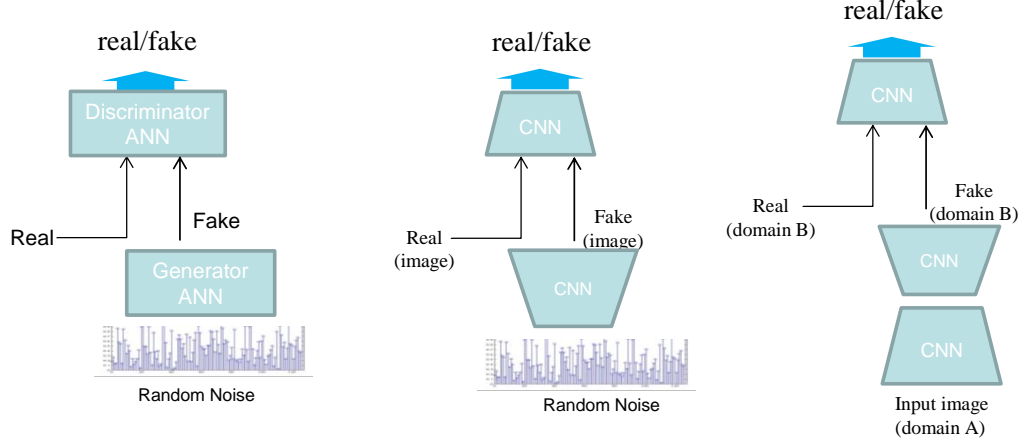 real/fake
Discriminator
ANN
Real
Fake
Generator
ANN
Random Noise
real/fake
CNN
Real
(image)
Fake
(image)
CNN
Random Noise
real/fake
CNN
Real
(domain B)
Fake
(domain B)
CNN
CNN
Input image
(domain A)